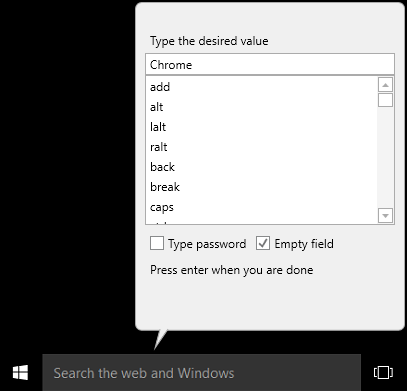 Type the desired value
Chrome
add
alt
lalt
ralt
back
break
caps
Type password Empty field
Press enter when you are done
Search the web and Windows